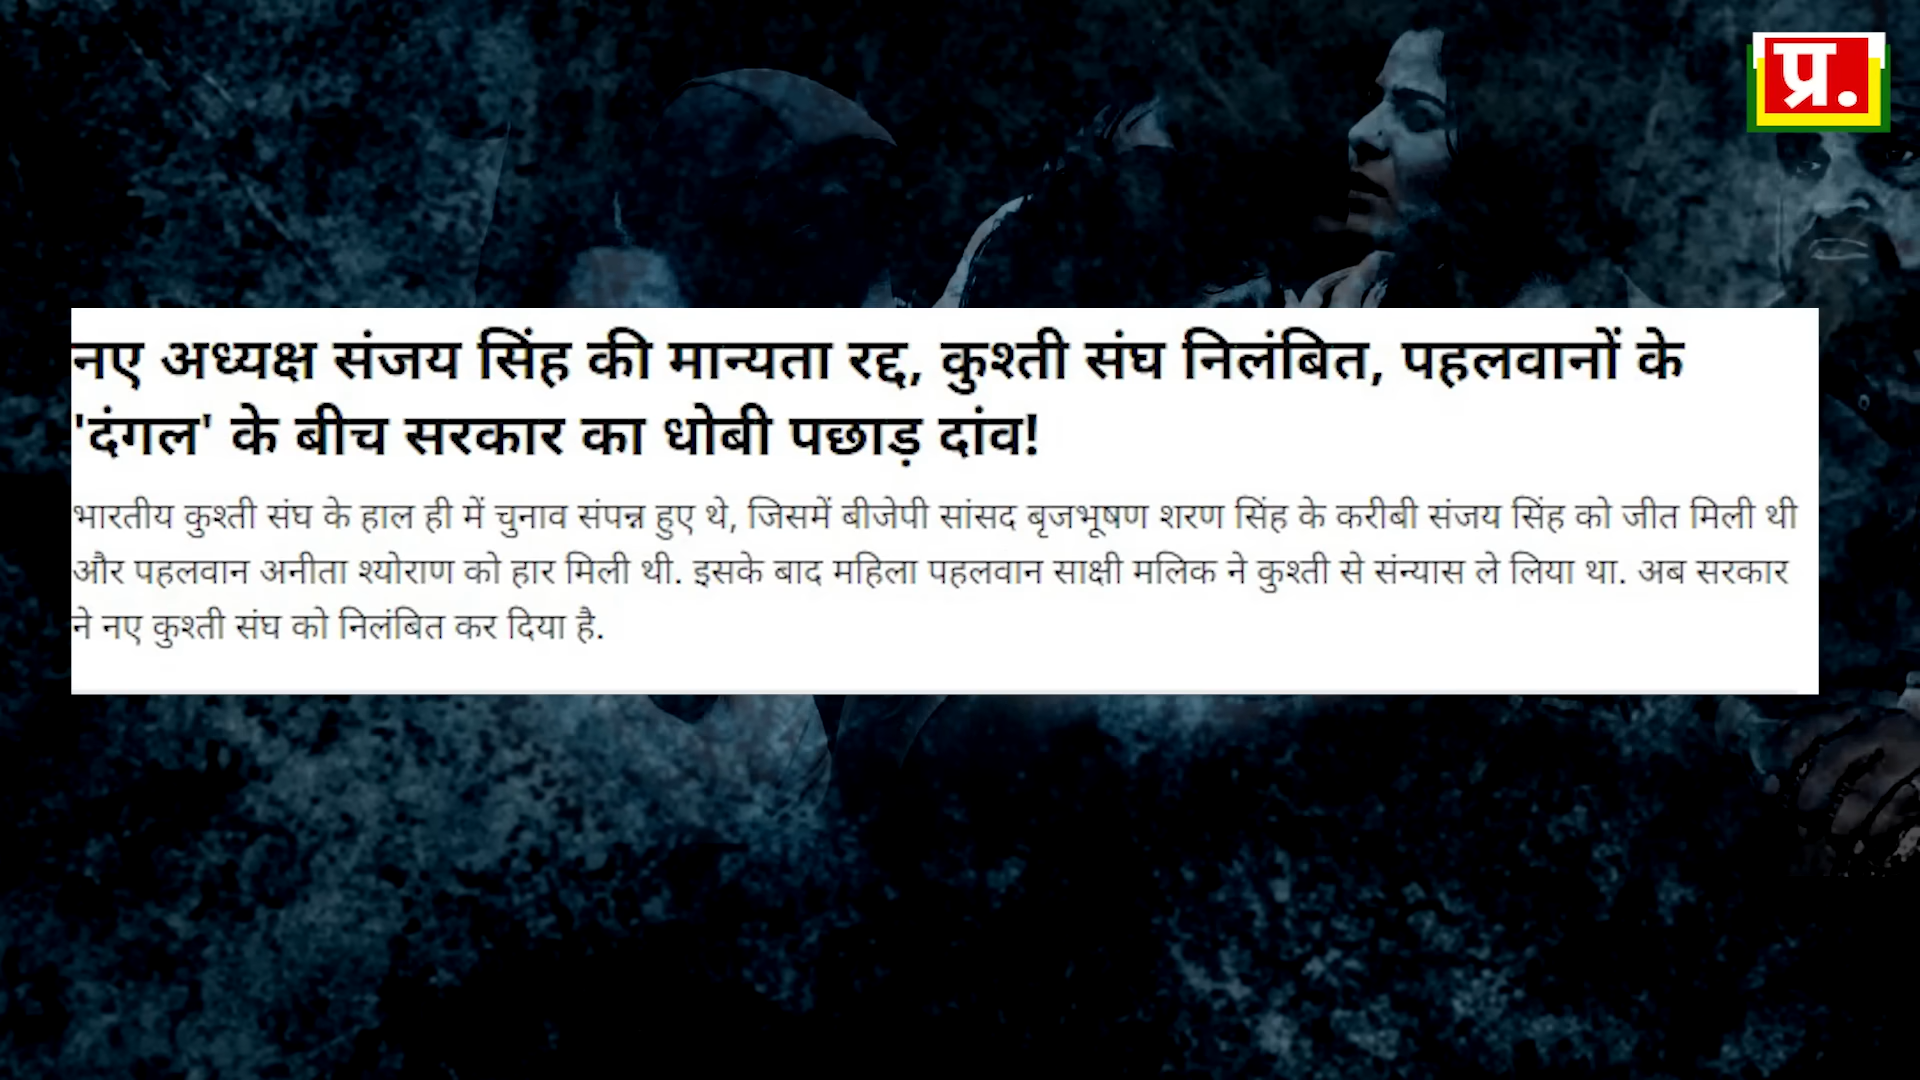 प्र.
नए अध्यक्ष संजय सिंह की मान्यता रद्द, कुश्ती संघ निलंबित, पहलवानों के
'दंगल' के बीच सरकार का धोबी पछाड़ दांव!
भारतीय कुश्ती संघ के हाल ही में चुनाव संपन्न हुए थे, जिसमें बीजेपी सांसद बृजभूषण शरण सिंह के करीबी संजय सिंह को जीत मिली थी
और पहलवान अनीता श्योराण को हार मिली थी. इसके बाद महिला पहलवान साक्षी मलिक ने कुश्ती से संन्यास ले लिया था. अब सरकार
ने नए कुश्ती संघ को निलंबित कर दिया है.